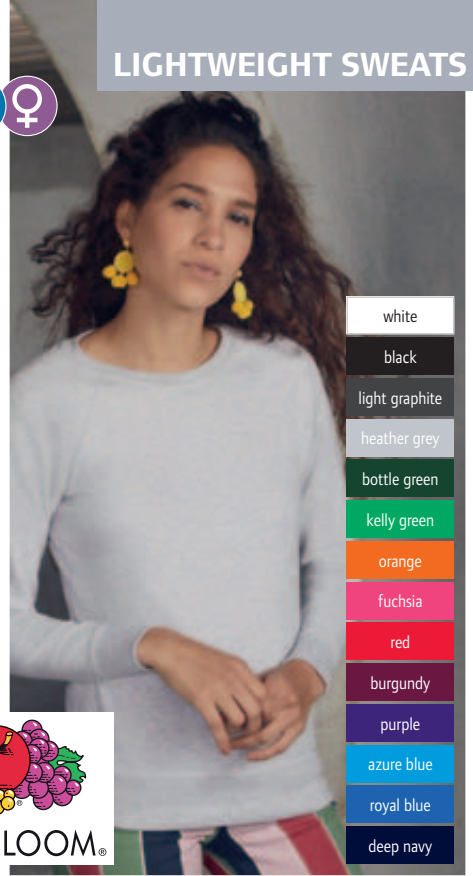 LIGHTWEIGHT SWEATS
white
black
light graphite
heather grey
bottle green
kelly green
orange
fuchsia
red
burgundy
purple
azure blue
royal blue
deep navy
®
LOOM®